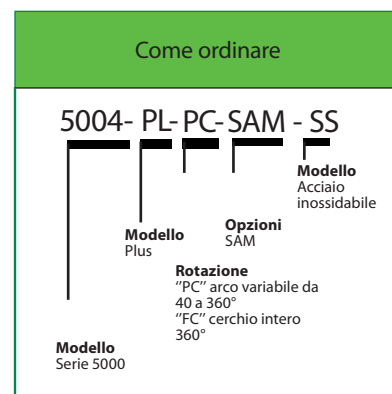 Come ordinare
5004- PL- PC- SAM - SS
Modello
Acciaio
inossidabile
Opzioni
SAM
Modello
Plus
Rotazione
"PC" arco variabile da
40 a 360°
"FC" cerchio intero
360°
Modello
Serie 5000